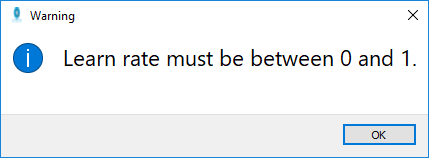 Warning
Learn rate must be between 0 and 1.
OK